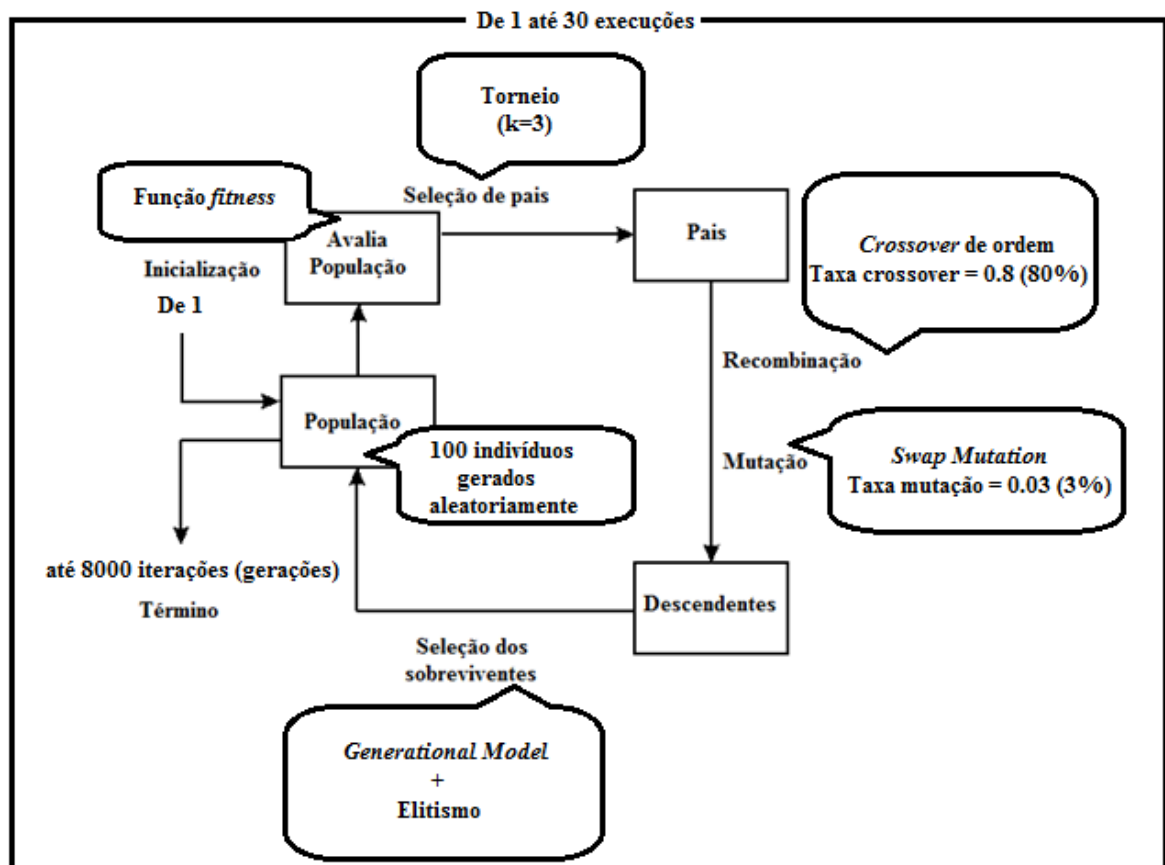 De 1 até 30 execuções
Torneio
(k=3)
Função fitness
Seleção de pais
Avalia
População
Pais
Crossover de ordem
Taxa crossover = 0.8 (80%)
Inicialização
De 1
Recombinação
População
100 indivíduos
gerados
aleatoriamente
Mutação
Swap Mutation
Taxa mutação = 0.03 (3%)
até 8000 iterações (gerações)
Término
Descendentes
Seleção dos
sobreviventes
Generational Model
+
Elitismo